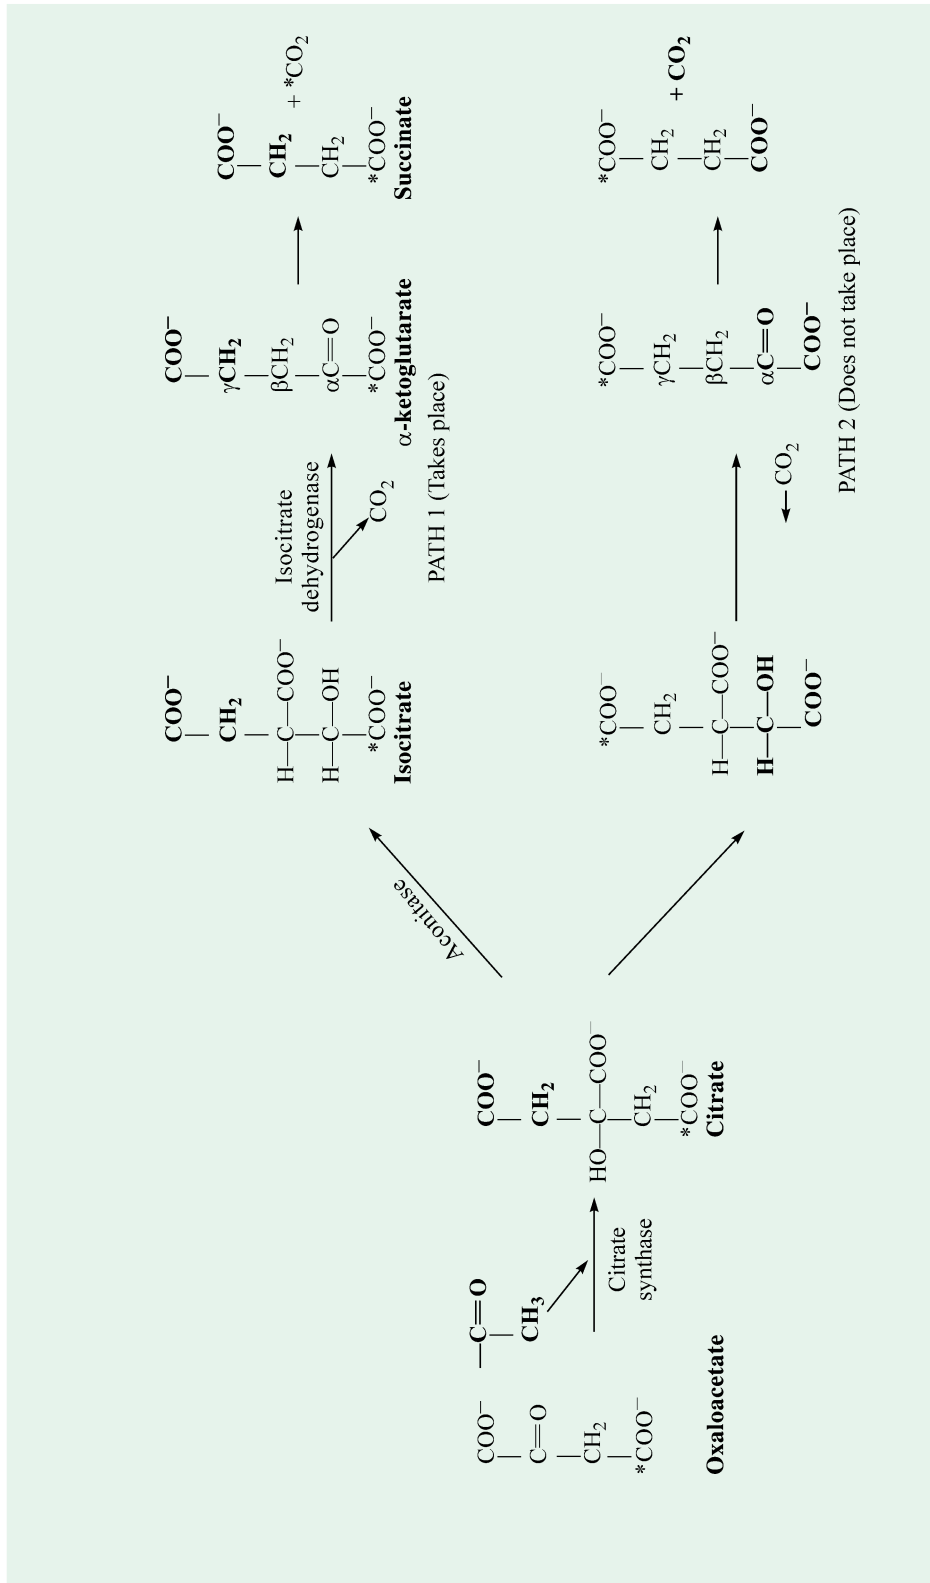 COO⁻
C=O
CH₂
*COO⁻
Oxaloacetate
C=O
CH₃
Citrate
synthase
COO⁻
CH₂
HO—C—COO⁻
CH₂
*COO⁻
Citrate
Aconitase
COO⁻
CH₂
H—C—COO⁻
H—C—OH
*COO⁻
Isocitrate
Isocitrate
dehydrogenase
CO₂
PATH 1 (Takes place)
COO⁻
γCH₂
βCH₂
αC=O
*COO⁻
α-ketoglutarate
COO⁻
CH₂
CH₂
*COO⁻
+ *CO₂
Succinate
*COO⁻
CH₂
H—C—COO⁻
H—C—OH
COO⁻
CO₂
PATH 2 (Does not take place)
*COO⁻
γCH₂
βCH₂
αC=O
COO⁻
*COO⁻
CH₂
CH₂
COO⁻
+ CO₂